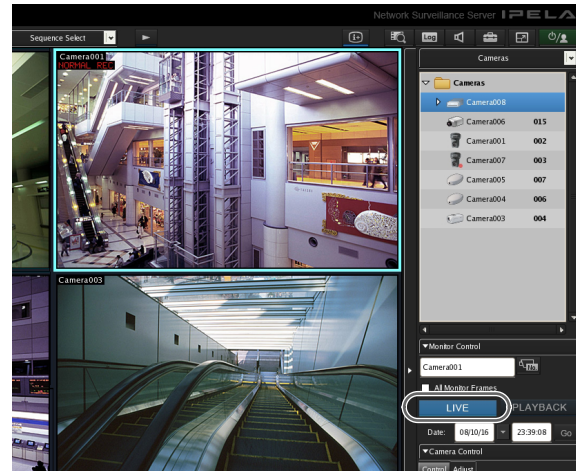 Network Surveillance Server IPELA
Sequence Select
Log
Cameras
Camera001
NORMAL REC
Cameras
Camera008
Camera006 015
Camera001 002
Camera007 003
Camera005 007
Camera004 006
Camera003 004
Camera003
Monitor Control
Camera001
All Monitor Frames
LIVE PLAYBACK
Date: 08/10/16 23:39:08 Go
Camera Control
Control Adjust